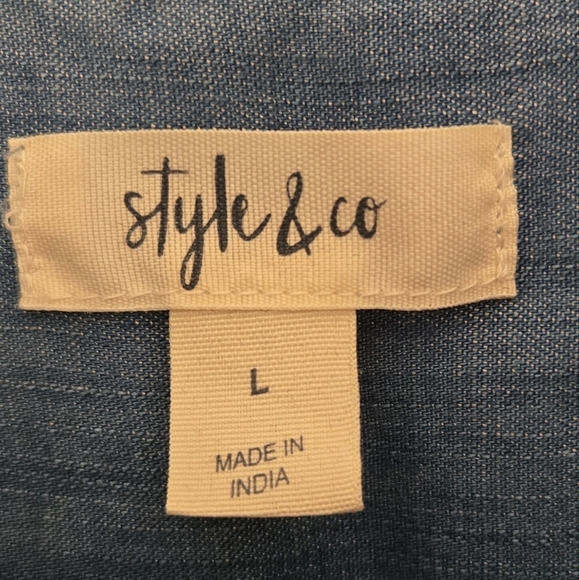 style & co
L
MADE IN
INDIA